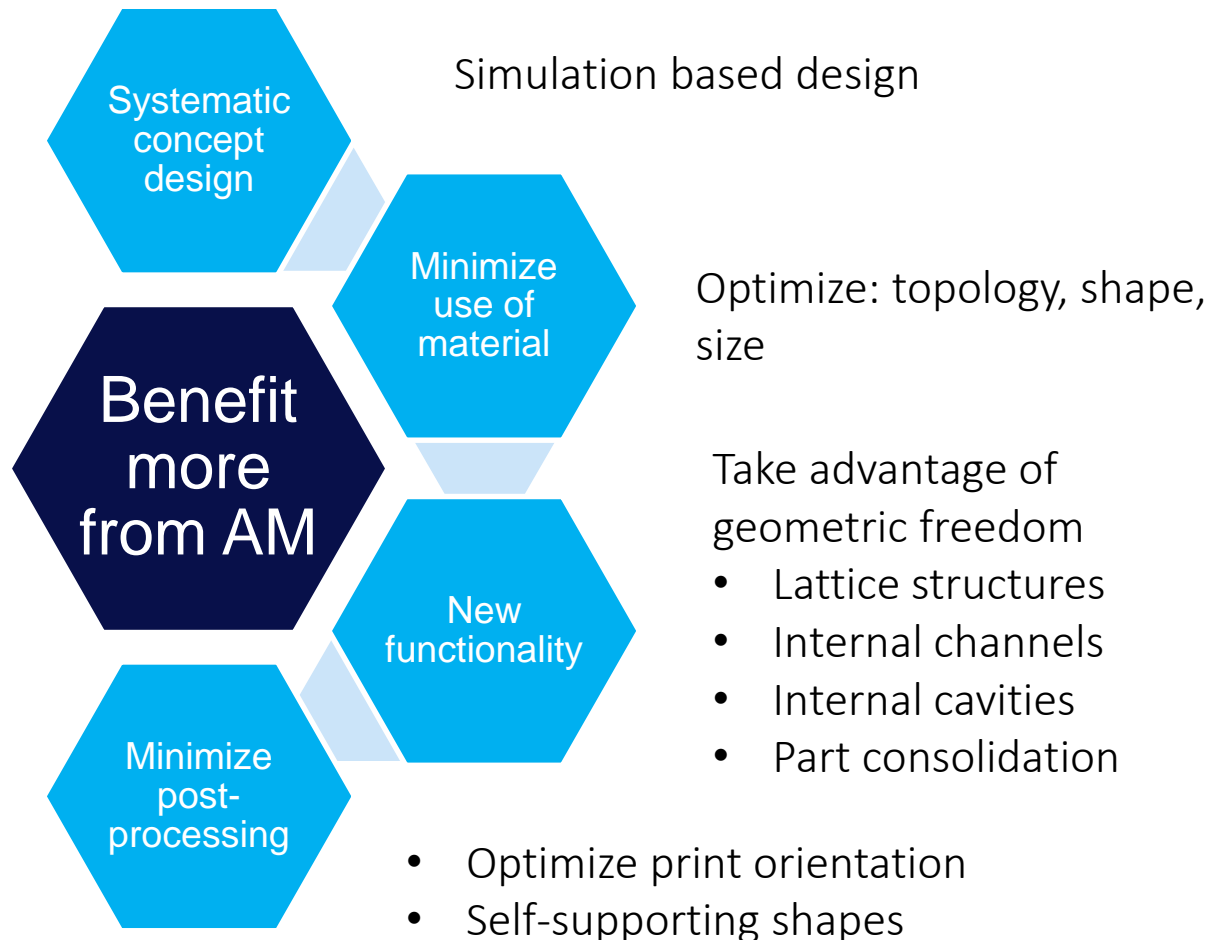 Simulation based design
Systematic
concept
design
Minimize
use of
material
Optimize: topology, shape,
size
Benefit
more
from AM
Take advantage of
geometric freedom
• Lattice structures
• Internal channels
• Internal cavities
• Part consolidation
New
functionality
Minimize
post-
processing
• Optimize print orientation
• Self-supporting shapes